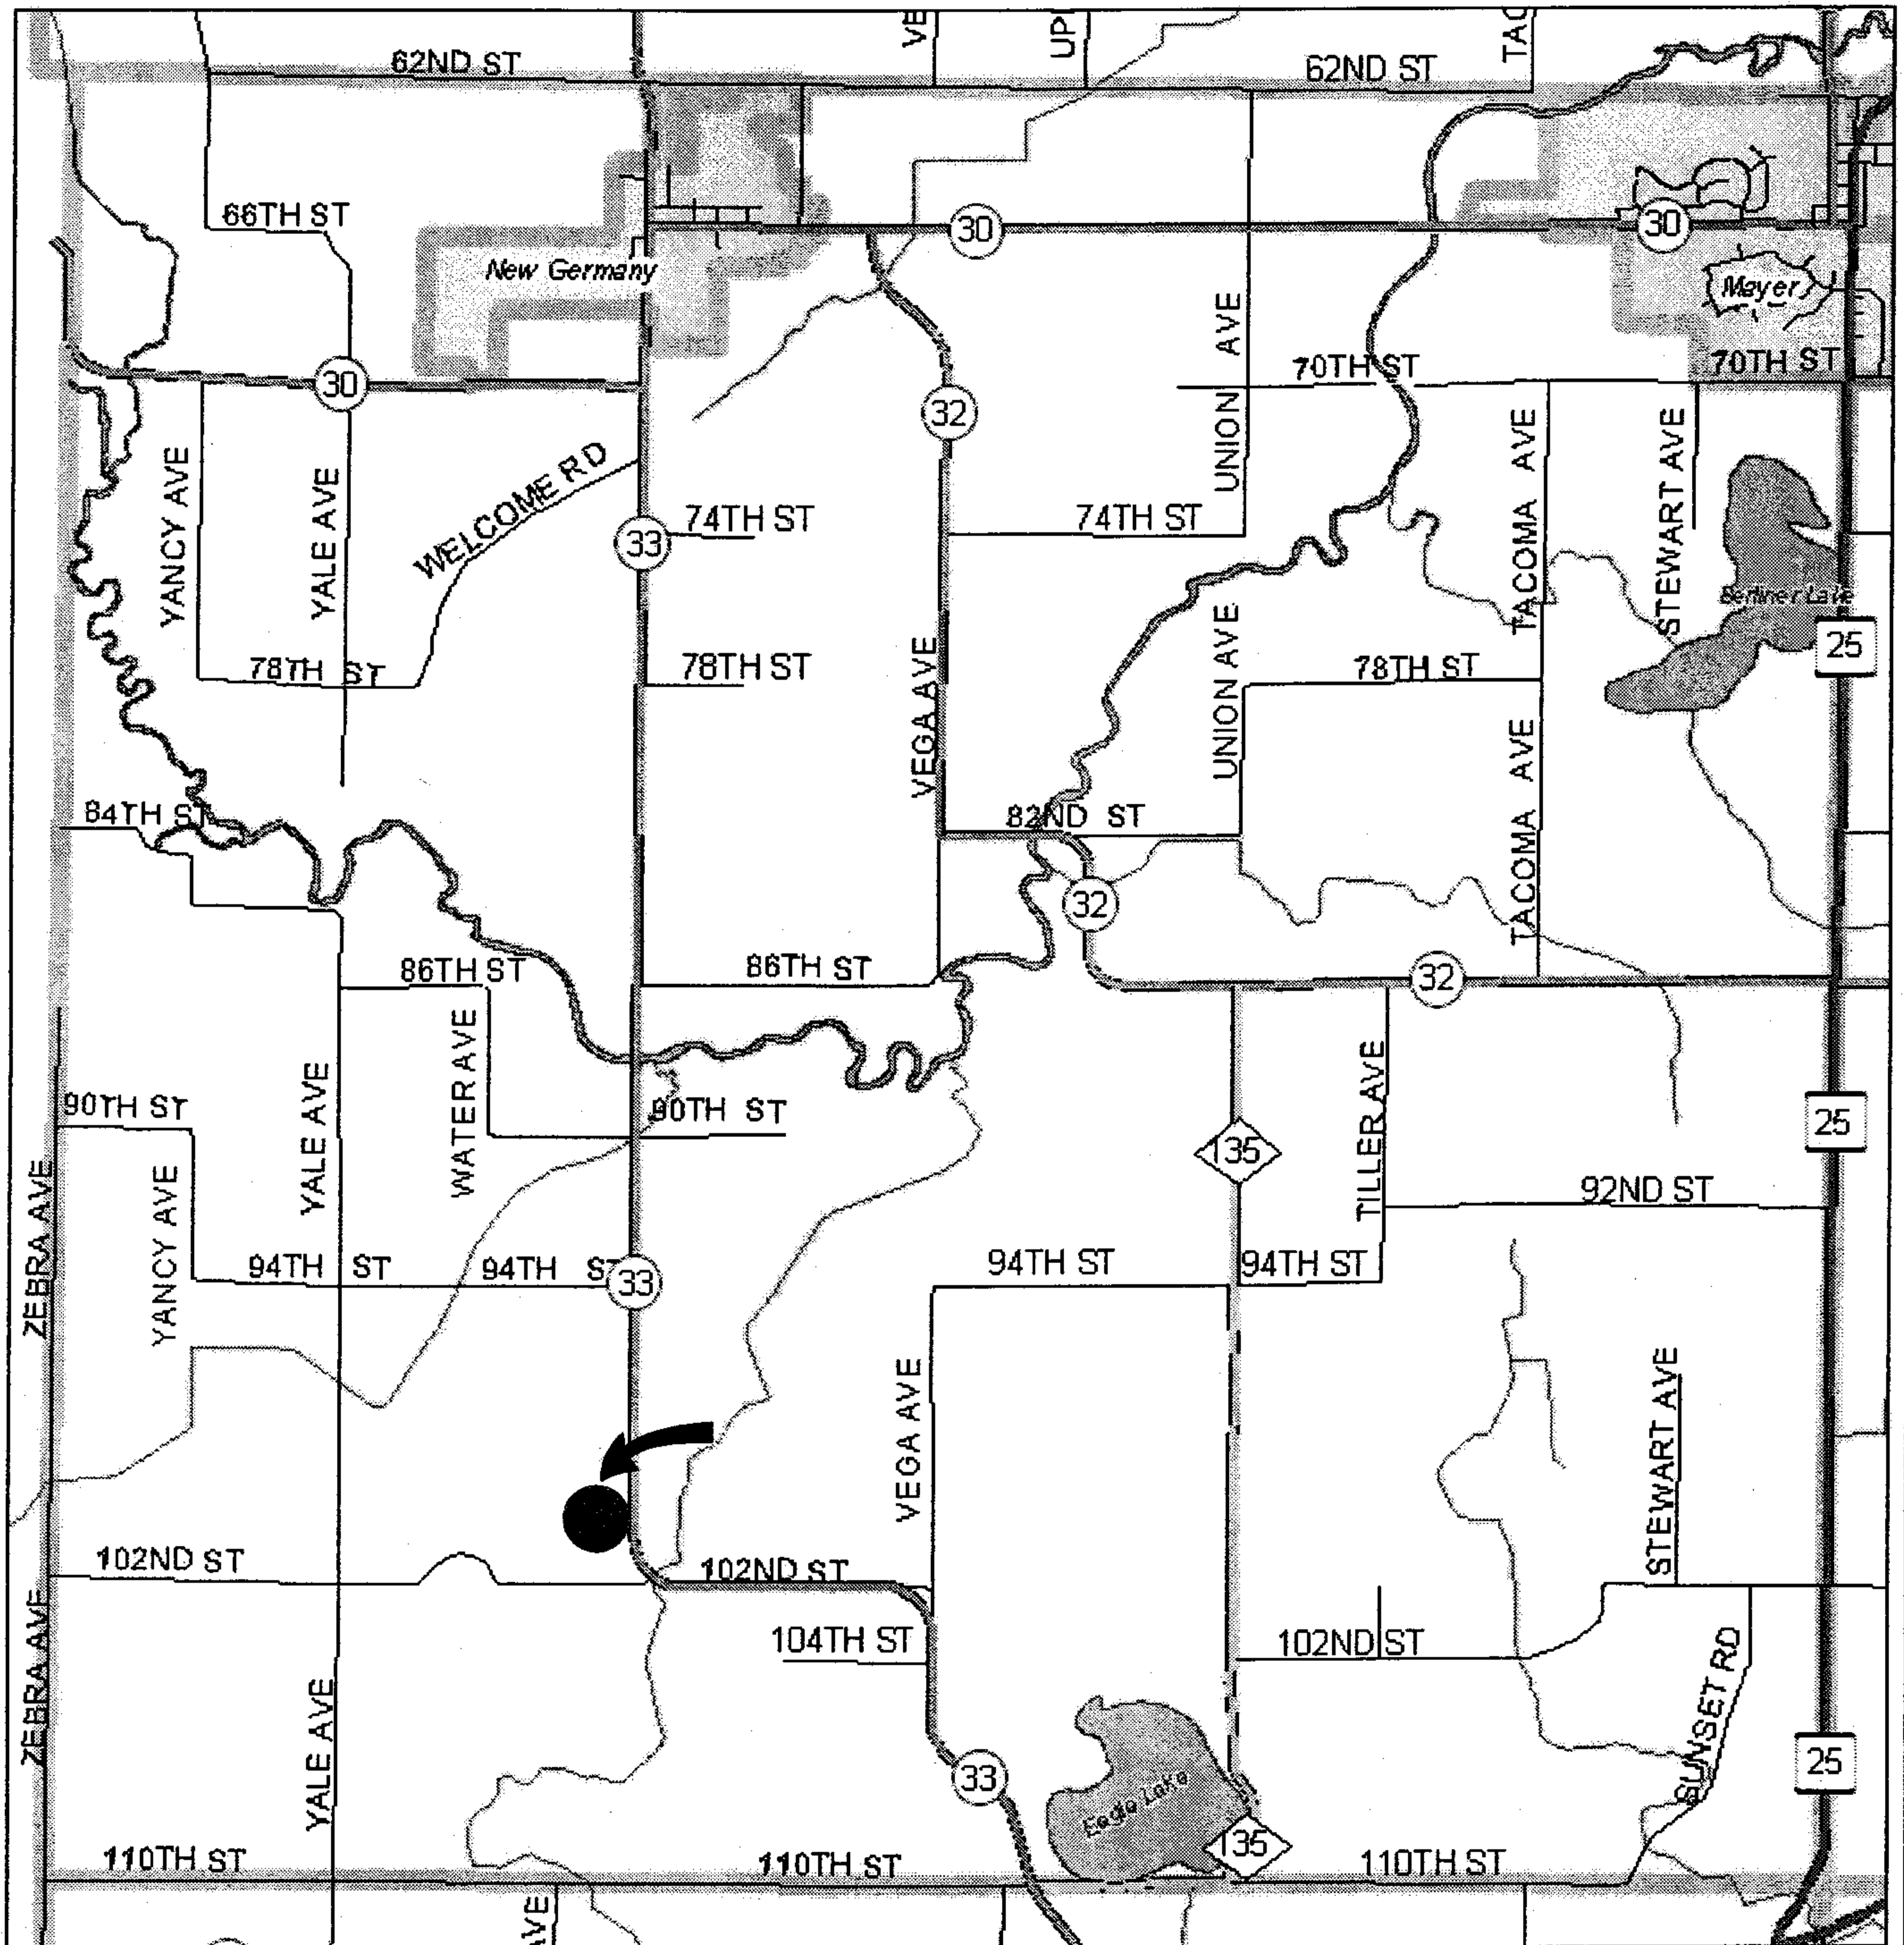 VE
UP
TAC
62ND ST
62ND ST
66TH ST
30
30
New Germany
Mayer
UNION AVE
70TH ST
70TH ST
30
32
YANCY AVE
YALE AVE
WELCOME RD
33
74TH ST
74TH ST
TACOMA AVE
STEWART AVE
Berliner Lake
78TH ST
78TH ST
VEGA AVE
UNION AVE
78TH ST
25
84TH ST
82ND ST
TACOMA AVE
32
86TH ST
86TH ST
32
WATER AVE
YALE AVE
TILLER AVE
90TH ST
90TH ST
135
25
ZEBRA AVE
YANCY AVE
92ND ST
94TH ST
94TH ST
33
94TH ST
94TH ST
VEGA AVE
STEWART AVE
102ND ST
102ND ST
ZEBRA AVE
104TH ST
102ND ST
SUNSET RD
YALE AVE
33
Eagle Lake
25
135
110TH ST
110TH ST
110TH ST
AVE